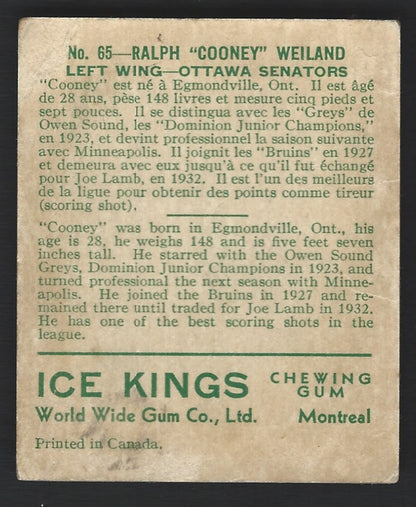 No. 65—RALPH "COONEY" WEILAND
LEFT WING—OTTAWA SENATORS
"Cooney" est né à Egmondville, Ont. Il est âgé
de 28 ans, pèse 148 livres et mesure cinq pieds et
sept pouces. Il se distingua avec les "Greys" de
Owen Sound, les "Dominion Junior Champions,"
en 1923, et devint professionnel la saison suivante
avec Minneapolis. Il joignit les "Bruins" en 1927
et demeura avec eux jusqu'à ce qu'il fut échangé
pour Joe Lamb, en 1932. Il est l'un des meilleurs
de la ligue pour obtenir des points comme tireur
(scoring shot).
"Cooney" was born in Egmondville, Ont., his
age is 28, he weighs 148 and is five feet seven
inches tall. He starred with the Owen Sound
Greys, Dominion Junior Champions in 1923, and
turned professional the next season with Minne-
apolis. He joined the Bruins in 1927 and re-
mained there until traded for Joe Lamb in 1932.
He has one of the best scoring shots in the
league.
ICE KINGS CHEWING GUM
World Wide Gum Co., Ltd. Montreal
Printed in Canada.